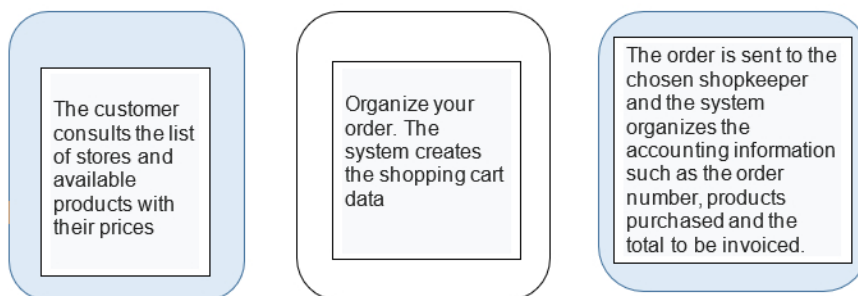 The customer
consults the list
of stores and
available
products with
their prices
Organize your
order. The
system creates
the shopping cart
data
The order is sent to the
chosen shopkeeper
and the system
organizes the
accounting information
such as the order
number, products
purchased and the
total to be invoiced.